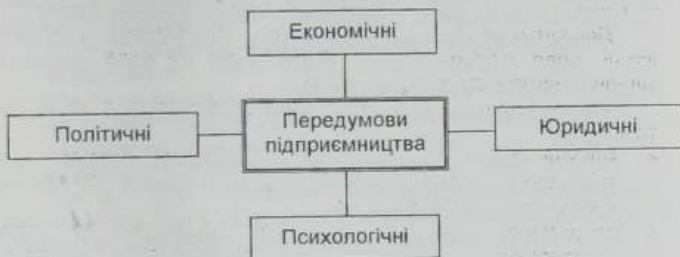 Економічні
Політичні
Передумови
підприємництва
Юридичні
Психологічні